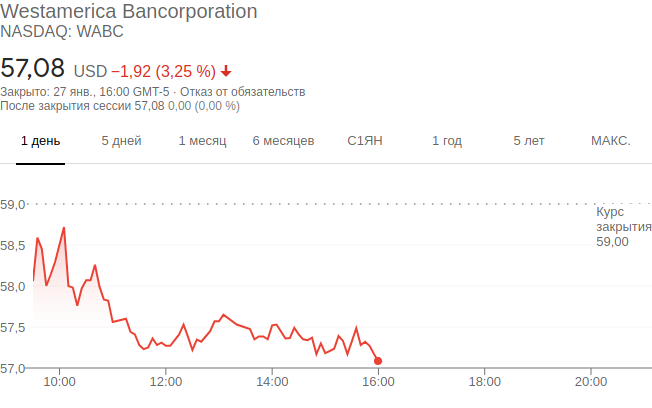 Westamerica Bancorporation
NASDAQ: WABC
57,08 USD −1,92 (3,25 %)
Закрыто: 27 янв., 16:00 GMT-5 · Отказ от обязательств
После закрытия сессии 57,08 0,00 (0,00 %)
1 день 5 дней 1 месяц 6 месяцев С1ЯН 1 год 5 лет МАКС.
59,0
Курс
закрытия
59,00
58,5
58,0
57,5
57,0
10:00 12:00 14:00 16:00 18:00 20:00